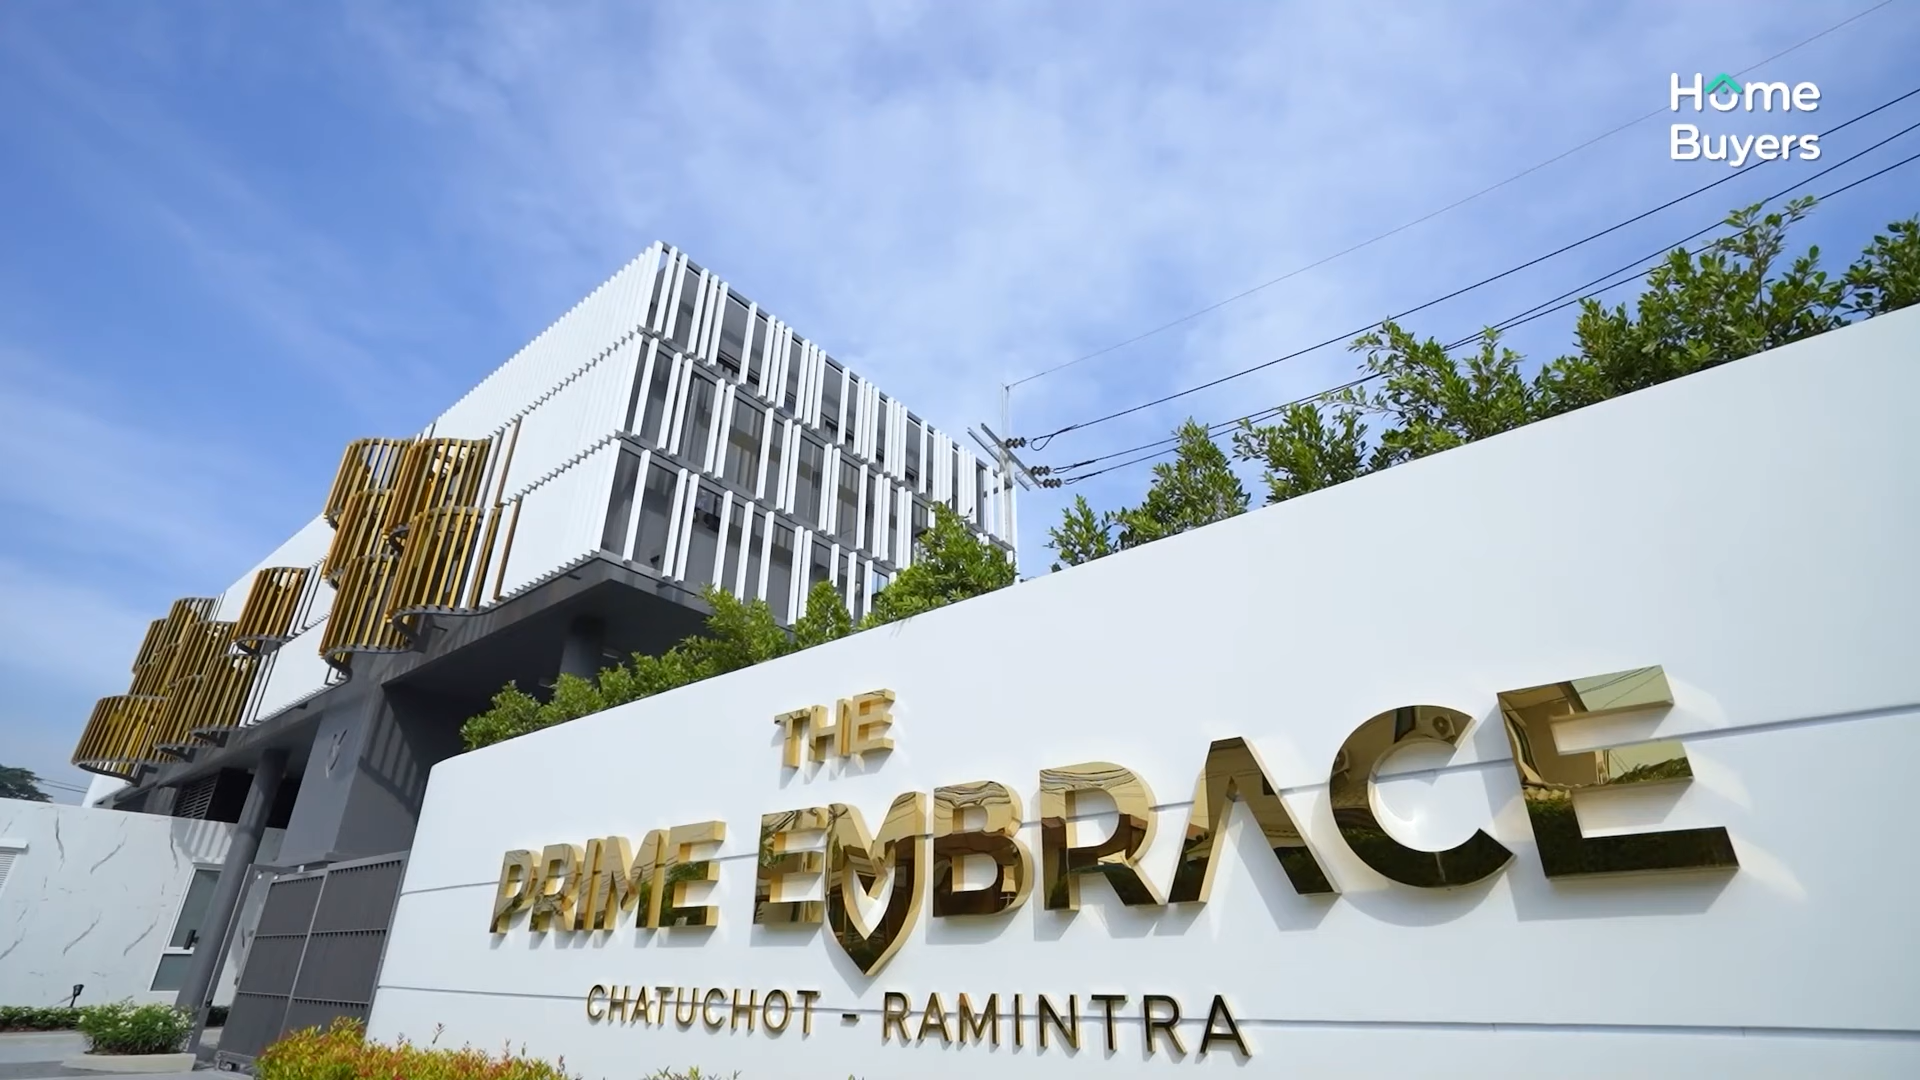 Home
Buyers
THE
PRIME EMBRACE
CHATUCHOT - RAMINTRA